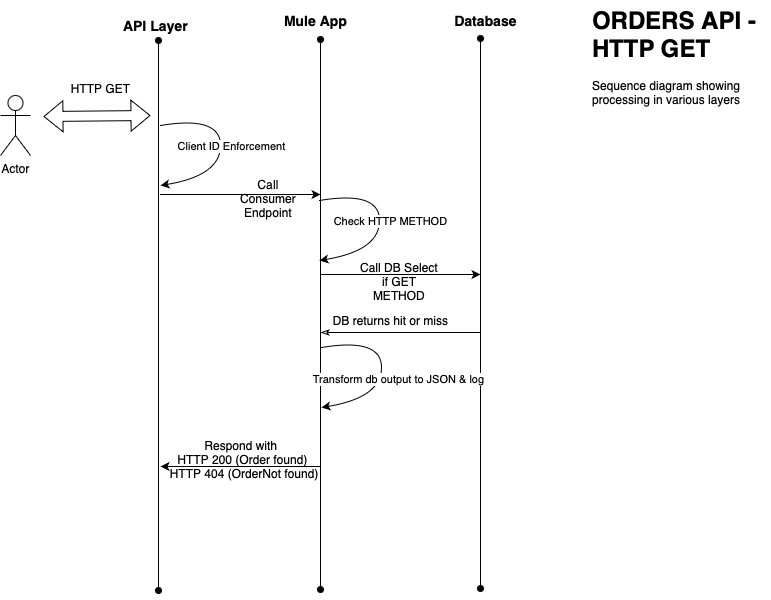 API Layer
Mule App
Database
ORDERS API -
HTTP GET
Sequence diagram showing
processing in various layers
HTTP GET
Actor
Client ID Enforcement
Call
Consumer
Endpoint
Check HTTP METHOD
Call DB Select
if GET
METHOD
DB returns hit or miss
Transform db output to JSON & log
Respond with
HTTP 200 (Order found)
HTTP 404 (OrderNot found)